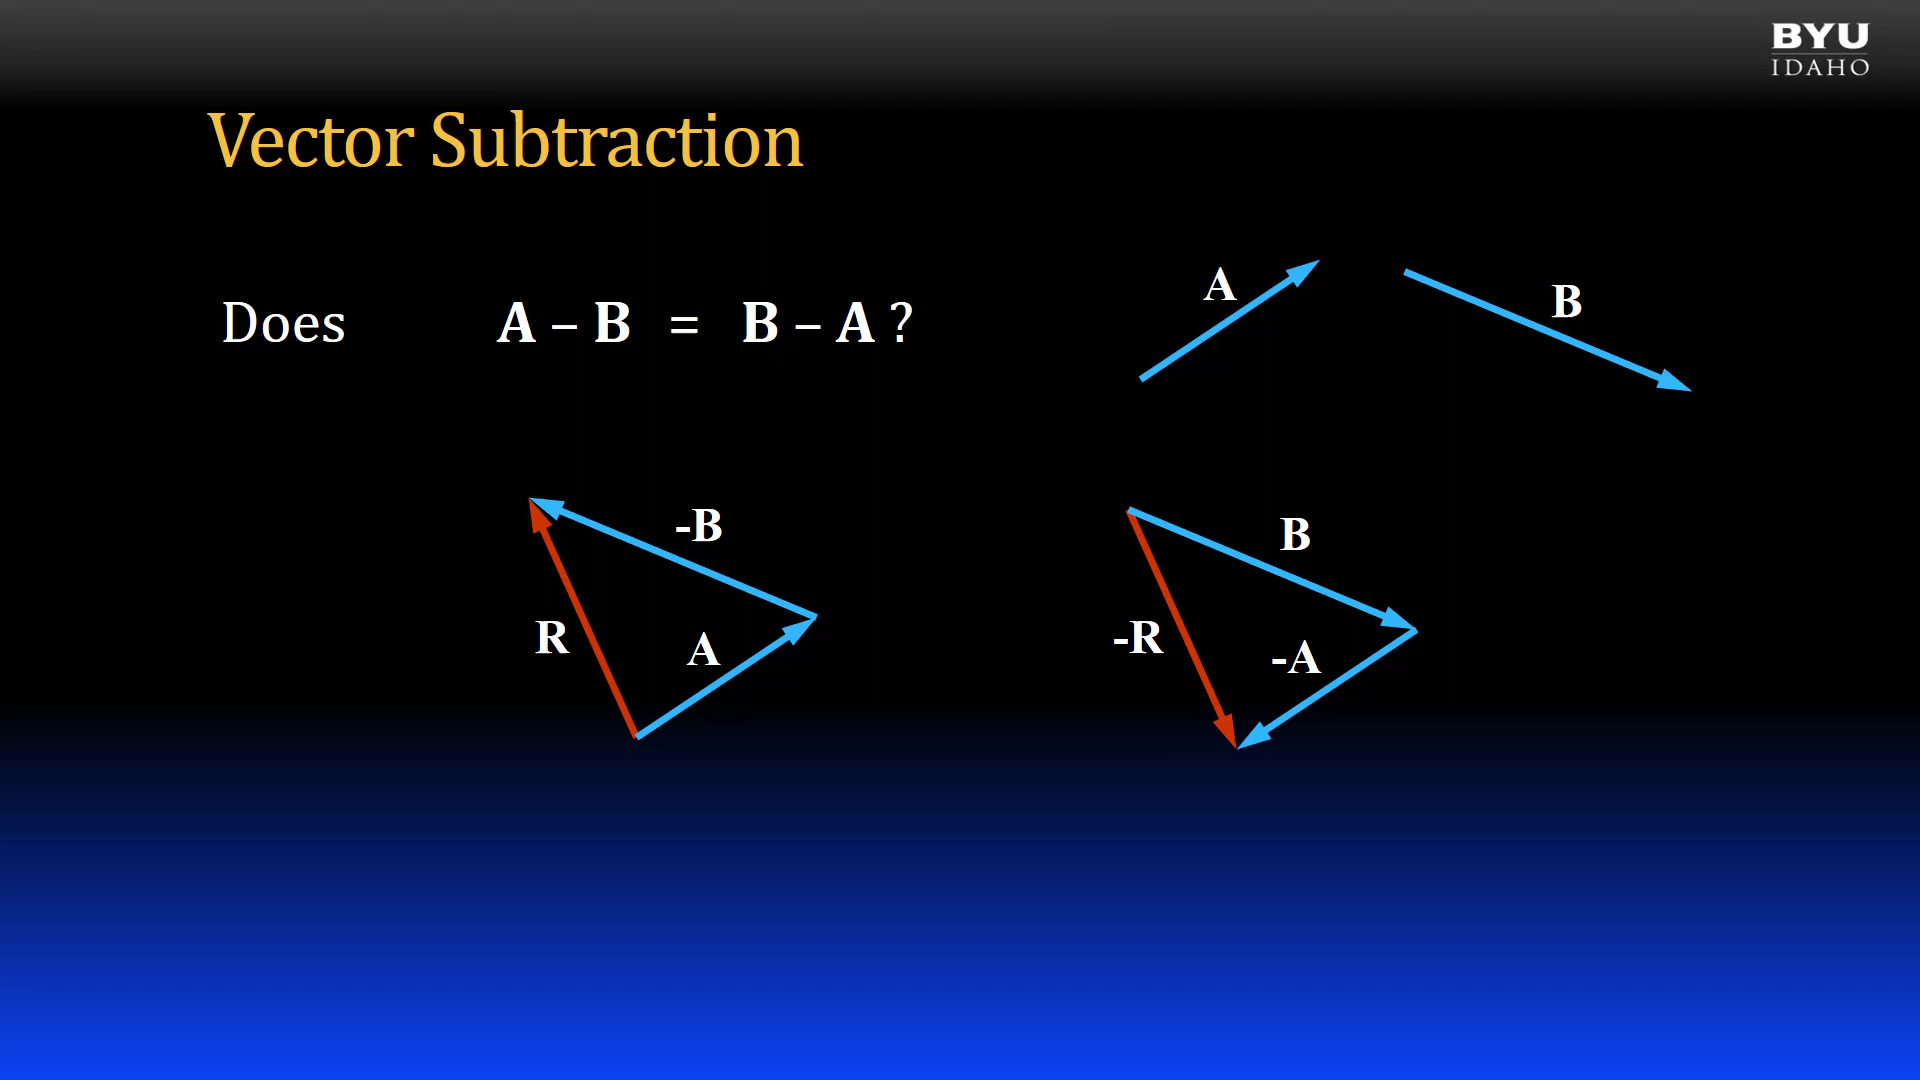 BYU
IDAHO
Vector Subtraction
Does A – B = B – A ?
A
B
-B
R
A
B
-R
-A